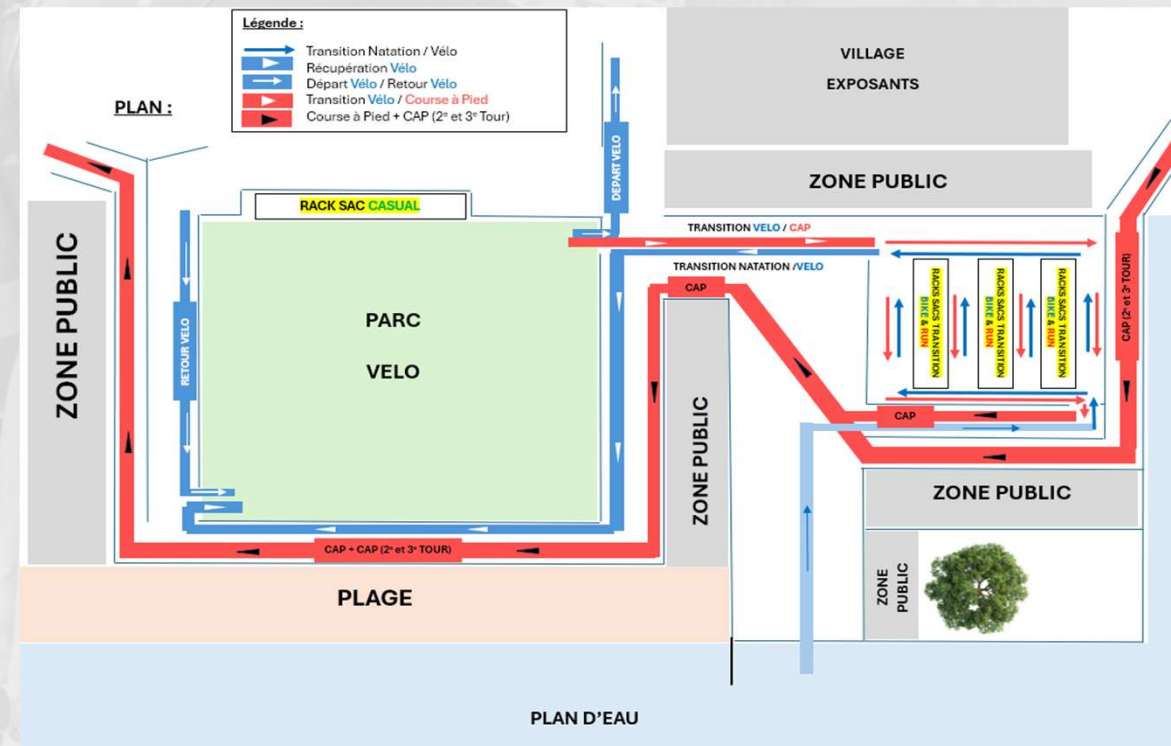 Légende :
Transition Natation / Vélo
Récupération Vélo
Départ Vélo / Retour Vélo
Transition Vélo / Course à Pied
Course à Pied + CAP (2e et 3e Tour)
PLAN :
VILLAGE
EXPOSANTS
ZONE PUBLIC
DEPART VELO
RACK SAC CASUAL
TRANSITION VELO / CAP
TRANSITION NATATION /VELO
ZONE PUBLIC
RETOUR VELO
PARC
VELO
CAP
ZONE PUBLIC
RACKS SACS TRANSITION
BIKE & RUN
RACKS SACS TRANSITION
BIKE & RUN
RACKS SACS TRANSITION
BIKE & RUN
CAP (2e et 3e TOUR)
CAP
ZONE PUBLIC
CAP + CAP (2e et 3e TOUR)
ZONE
PUBLIC
PLAGE
PLAN D'EAU